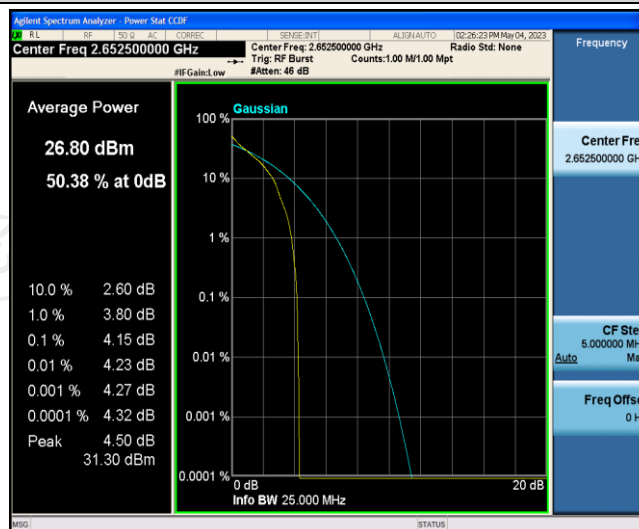 Agilent Spectrum Analyzer - Power Stat CCDF
RL RF 50 Ω AC CORREC SENSE:INT ALIGN AUTO 02:26:23 PM May 04, 2023
Center Freq 2.652500000 GHz
Center Freq: 2.652500000 GHz Radio Std: None
Trig: RF Burst Counts:1.00 M/1.00 Mpt
#IFGain:Low #Atten: 46 dB
Frequency
Average Power
26.80 dBm
50.38 % at 0dB
10.0 % 2.60 dB
1.0 % 3.80 dB
0.1 % 4.15 dB
0.01 % 4.23 dB
0.001 % 4.27 dB
0.0001 % 4.32 dB
Peak 4.50 dB
31.30 dBm
Gaussian
100 %
10 %
1 %
0.1 %
0.01 %
0.001 %
0.0001 %
0 dB 20 dB
Info BW 25.000 MHz
Center Fre
2.652500000 GH
CF Ste
5.000000 MH
Auto Ma
Freq Offse
0 H
MSG STATUS